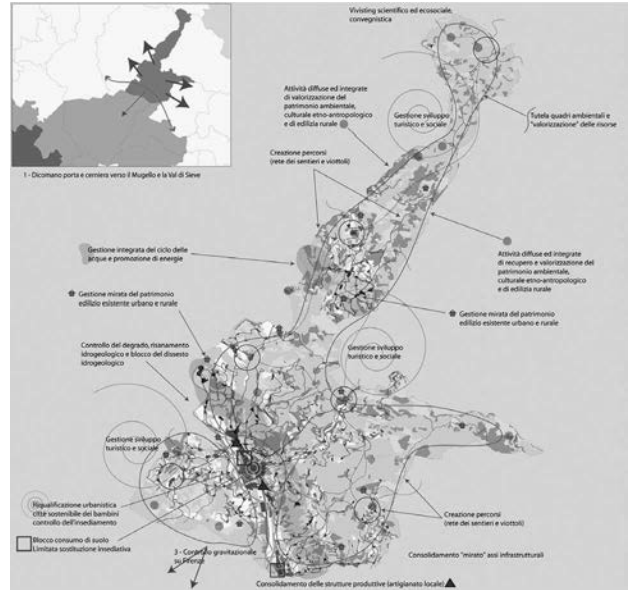 Vivisting scientifico ed ecosociale,
convegnistica
Attività diffuse ed integrate
di valorizzazione del
patrimonio ambientale,
culturale etno-antropologico
e di edilizia rurale
Gestione sviluppo
turistico e sociale
Tutela quadri ambientali e
"valorizzazione" delle risorse
Creazione percorsi
(rete dei sentieri e viottoli)
1 - Dicomano porta e cerniera verso il Mugello e la Val di Sieve
Gestione integrata del ciclo delle
acque e promozione di energie
Attività diffuse ed integrate
di recupero e valorizzazione del
patrimonio ambientale,
culturale etno-antropologico
e di edilizia rurale
Gestione mirata del patrimonio
edilizio esistente urbano e rurale
Gestione mirata del patrimonio
edilizio esistente urbano e rurale
Controllo del degrado, risanamento
idrogeologico e blocco del dissesto
idrogeologico
Gestione sviluppo
turistico e sociale
Gestione sviluppo
turistico e sociale
Riqualificazione urbanistica
città sostenibile dei bambini
controllo dell'insediamento
Creazione percorsi
(rete dei sentieri e viottoli)
Blocco consumo di suolo
Limitata sostituzione insediativa
3 - Controllo gravitazionale
su Firenze
Consolidamento "mirato" assi infrastrutturali
Consolidamento delle strutture produttive (artigianato locale)